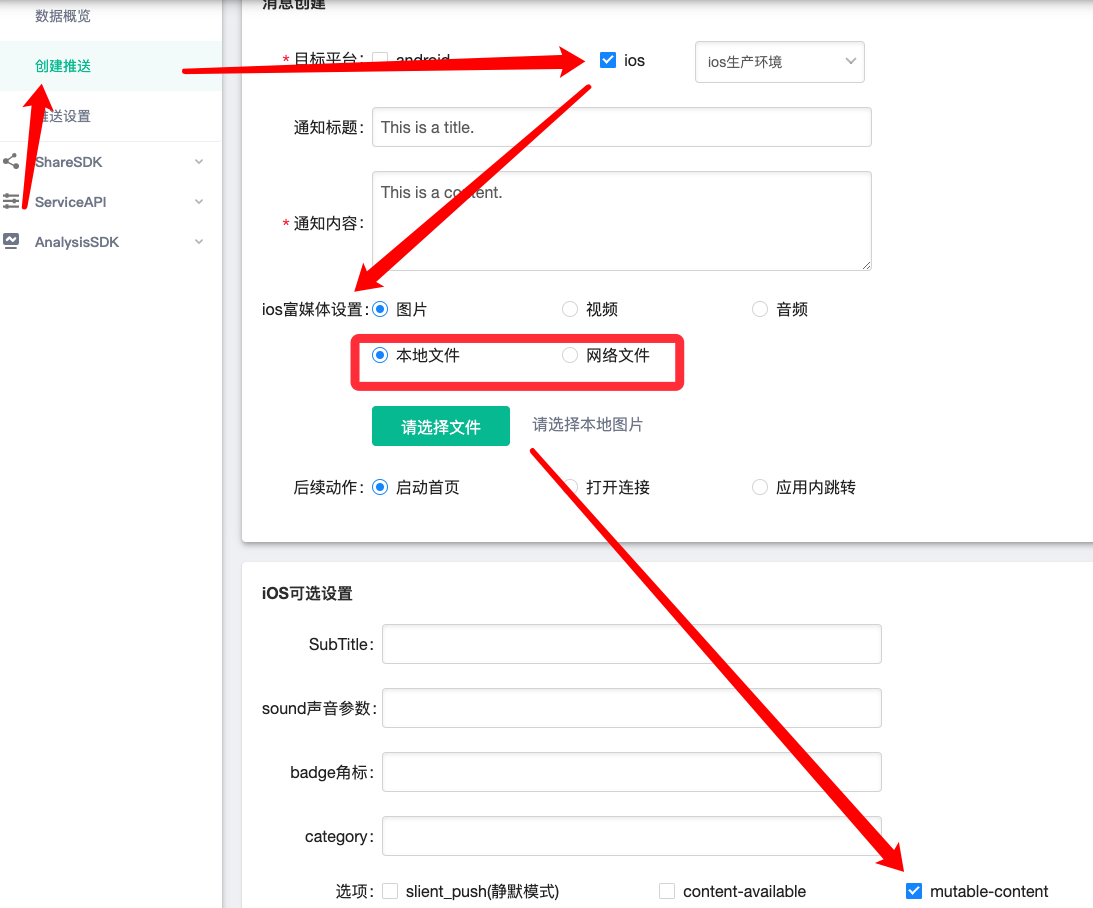 数据概览
创建推送
推送设置
ShareSDK
ServiceAPI
AnalysisSDK
消息创建
* 目标平台: android ios ios生产环境
通知标题: This is a title.
* 通知内容: This is a content.
ios富媒体设置: 图片 视频 音频
本地文件 网络文件
请选择文件 请选择本地图片
后续动作: 启动首页 打开连接 应用内跳转
iOS可选设置
SubTitle:
sound声音参数:
badge角标:
category:
选项: slient_push(静默模式) content-available mutable-content